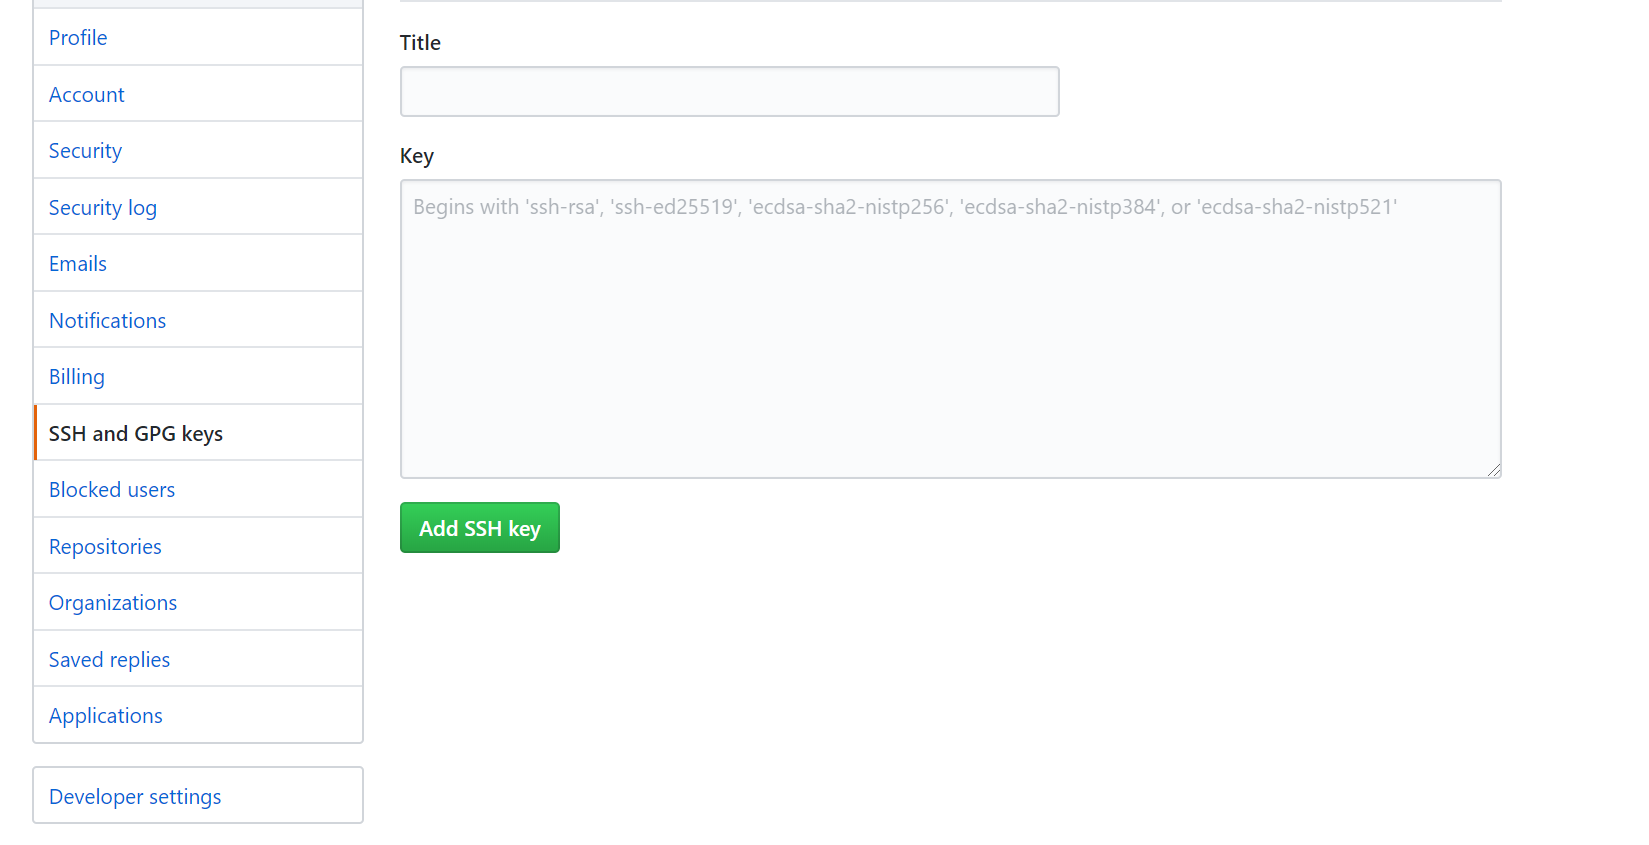 Profile
Account
Security
Security log
Emails
Notifications
Billing
SSH and GPG keys
Blocked users
Repositories
Organizations
Saved replies
Applications
Developer settings
Title
Key
Begins with 'ssh-rsa', 'ssh-ed25519', 'ecdsa-sha2-nistp256', 'ecdsa-sha2-nistp384', or 'ecdsa-sha2-nistp521'
Add SSH key